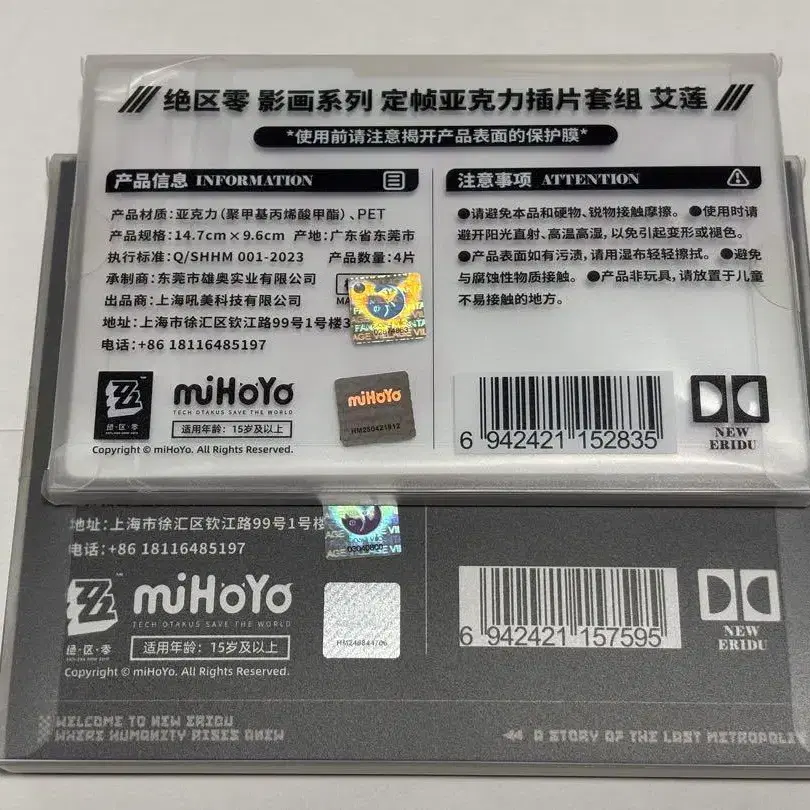 绝区零 影画系列 定帧亚克力插片套组 艾莲
*使用前请注意揭开产品表面的保护膜*
产品信息 INFORMATION
产品材质:亚克力(聚甲基丙烯酸甲酯)、PET
产品规格:14.7cm×9.6cm 产地:广东省东莞市
执行标准:Q/SHHM 001-2023 产品数量:4片
承制商:东莞市雄奥实业有限公司
出品商:上海吼美科技有限公司
地址:上海市徐汇区钦江路99号1号楼3
电话:+86 18116485197
注意事项 ATTENTION
●请避免本品和硬物、锐物接触摩擦。●使用时请
避开阳光直射、高温高湿,以免引起变形或褪色。
●产品表面如有污渍,请用湿布轻轻擦拭。●避免
与腐蚀性物质接触。●产品非玩具,请放置于儿童
不易接触的地方。
绝·区·零
miHoYo
TECH OTAKUS SAVE THE WORLD
适用年龄:15岁及以上
Copyright © miHoYo. All Rights Reserved.
miHoYo
6 942421 152835
NEW
ERIDU
地址:上海市徐汇区钦江路99号1号楼
电话:+86 18116485197
绝·区·零
miHoYo
TECH OTAKUS SAVE THE WORLD
适用年龄:15岁及以上
Copyright © miHoYo. All Rights Reserved.
6 942421 157595
NEW
ERIDU
WELCOME TO NEW ERIDU
WHERE HUMANITY RISES ANEW
A STORY OF THE LAST METROPOLIS